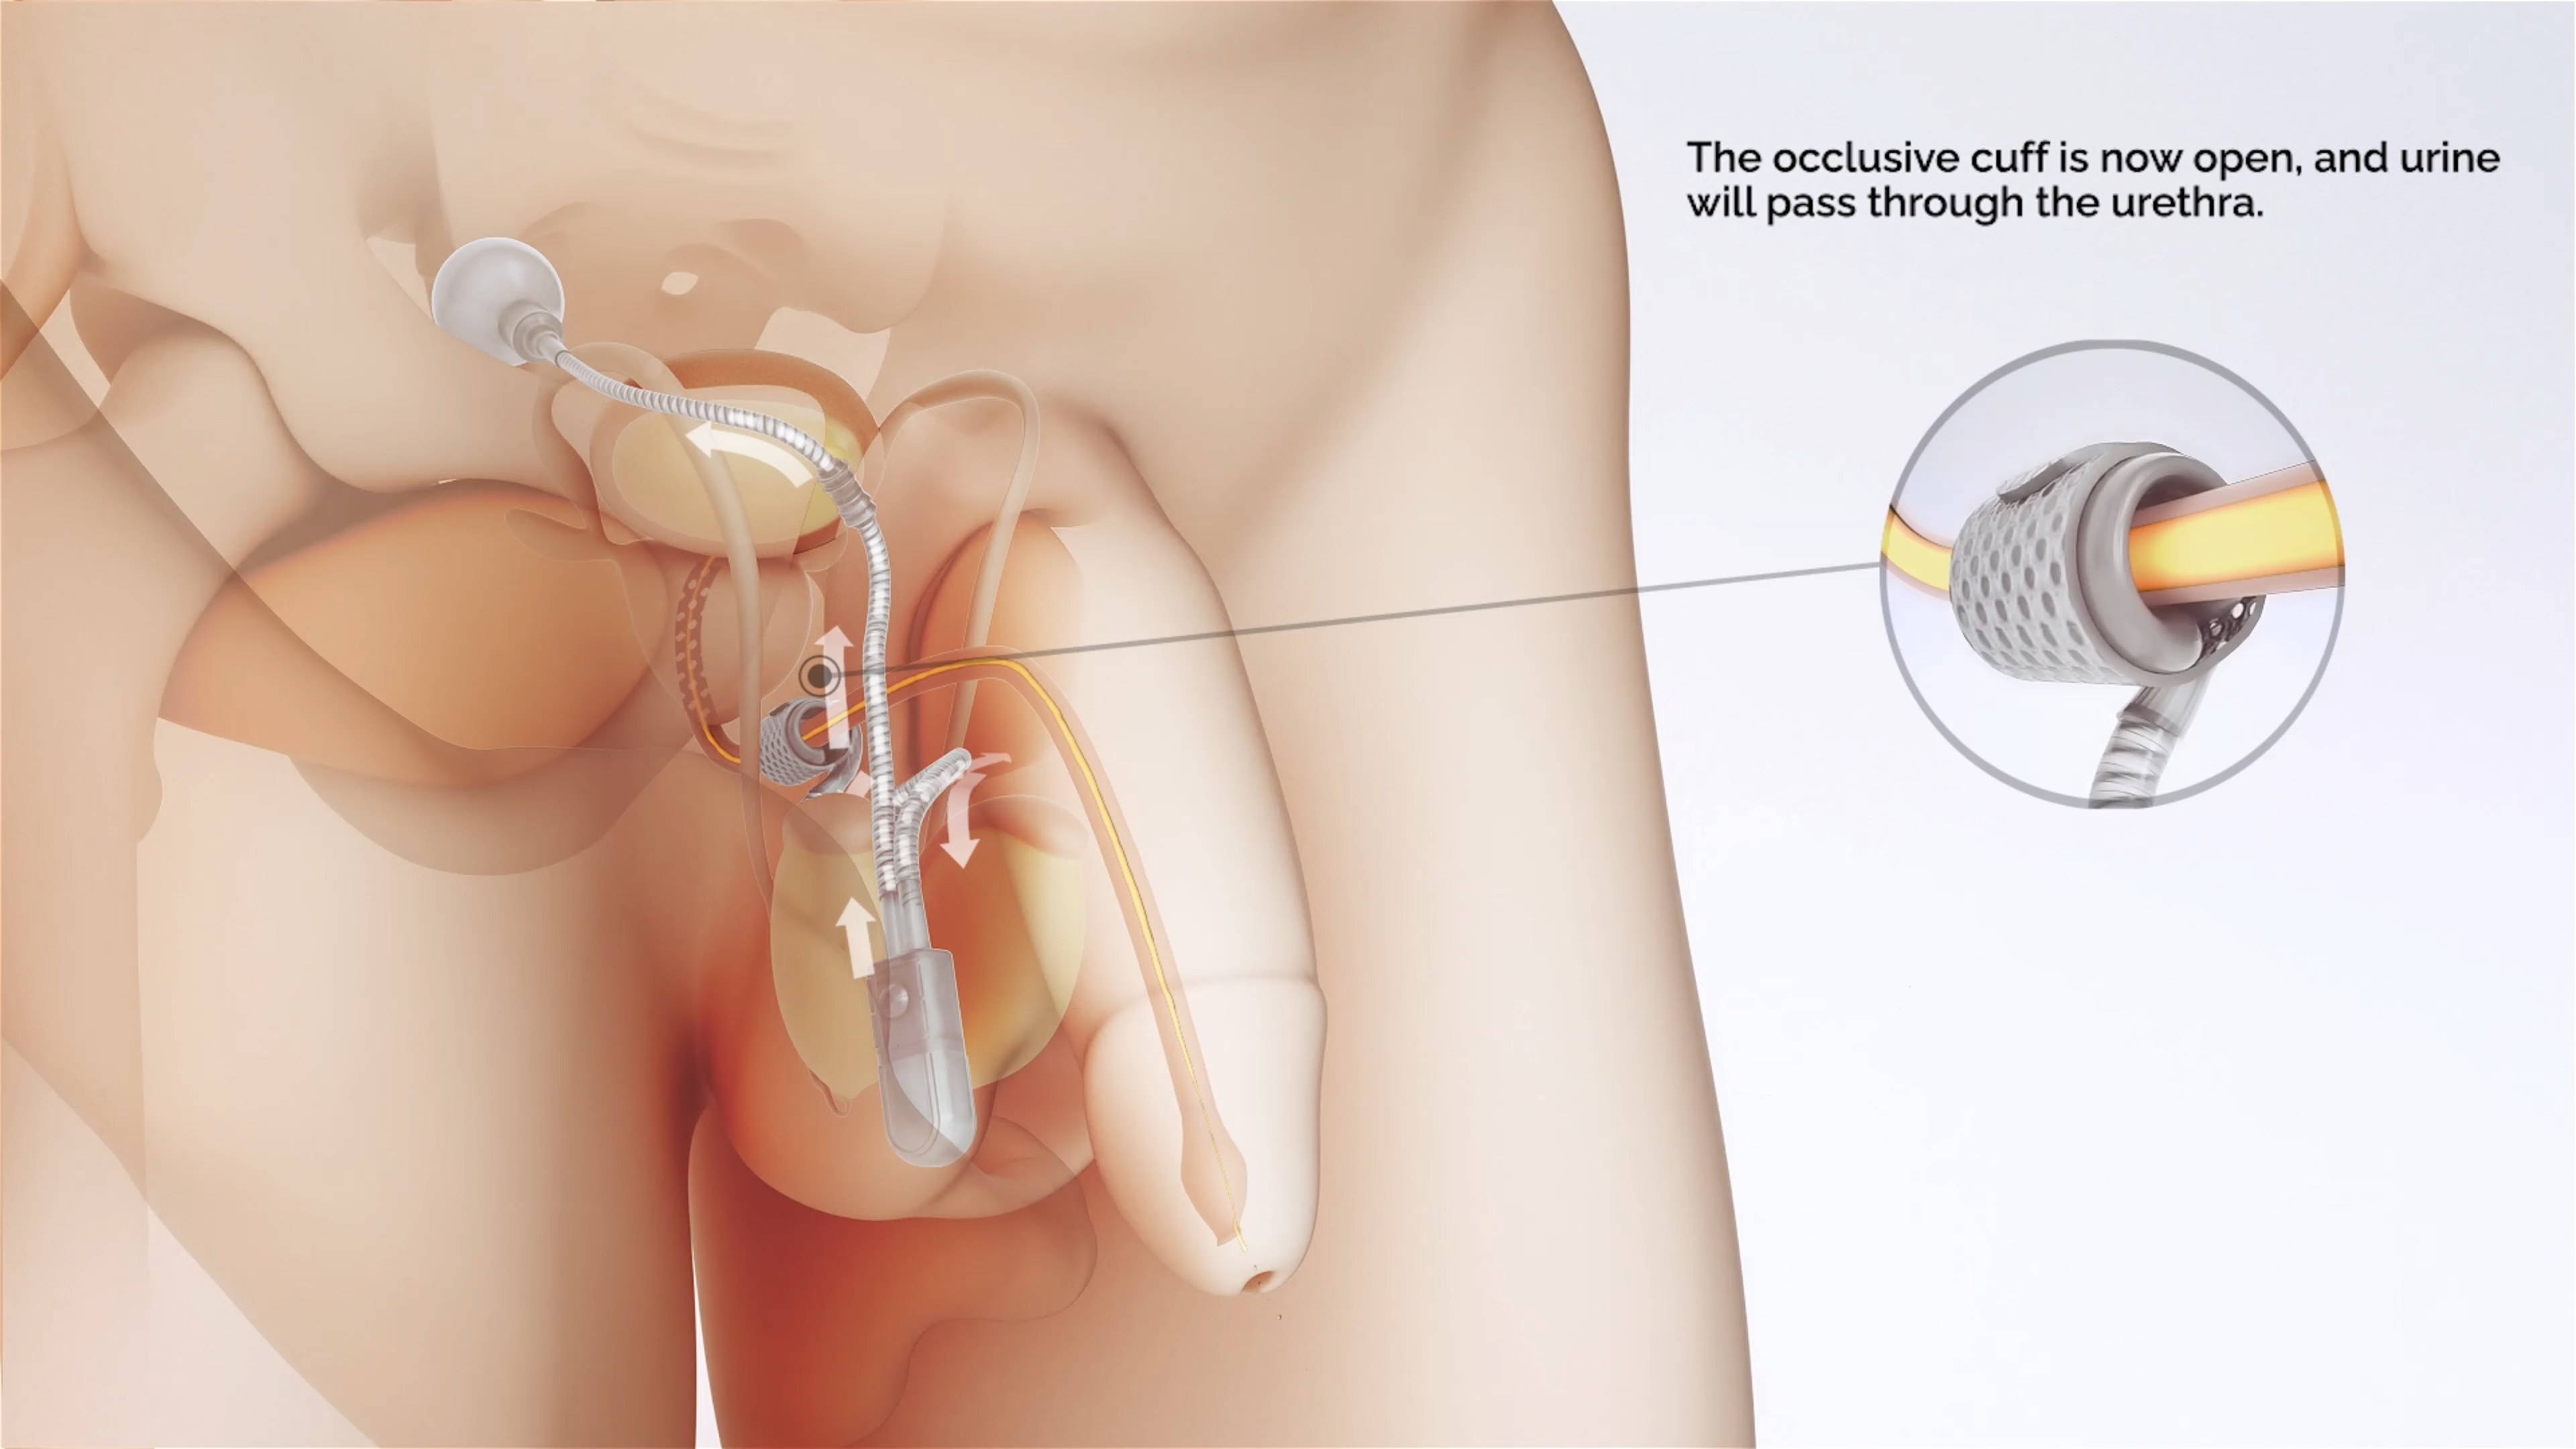 The occlusive cuff is now open, and urine
will pass through the urethra.